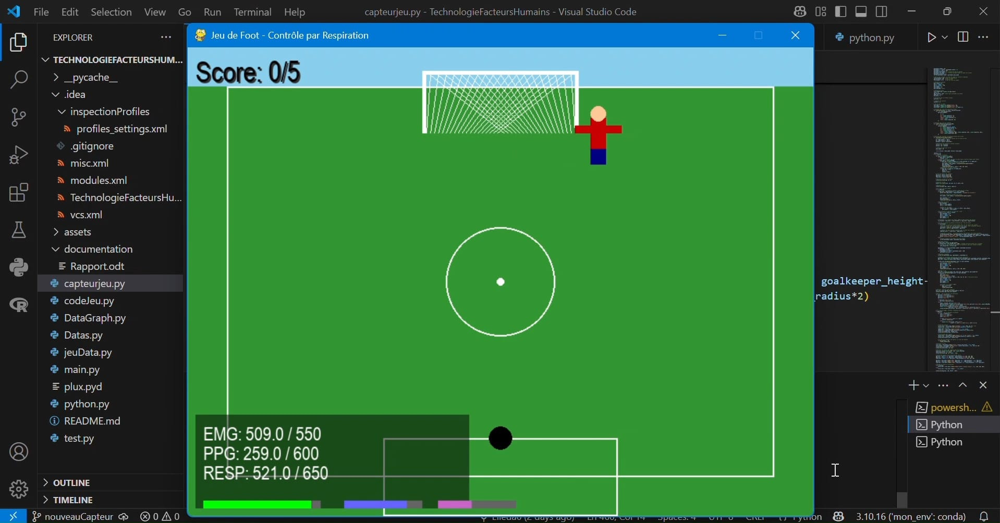 File Edit Selection View Go Run Terminal Help
capteurjeu.py - TechnologieFacteursHumains - Visual Studio Code
EXPLORER
TECHNOLOGIEFACTEURSHUM...
__pycache__
.idea
inspectionProfiles
profiles_settings.xml
.gitignore
misc.xml
modules.xml
TechnologieFacteursHu...
vcs.xml
assets
documentation
Rapport.odt
capteurjeu.py
codeJeu.py
DataGraph.py
Datas.py
jeuData.py
main.py
plux.pyd
python.py
README.md
test.py
OUTLINE
TIMELINE
Jeu de Foot - Contrôle par Respiration
Score: 0/5
EMG: 509.0 / 550
PPG: 259.0 / 600
RESP: 521.0 / 650
python.py
goalkeeper_height-
radius*2)
powersh...
Python
Python
nouveauCapteur 0 0
Python 3.10.16 ('mon_env': conda)